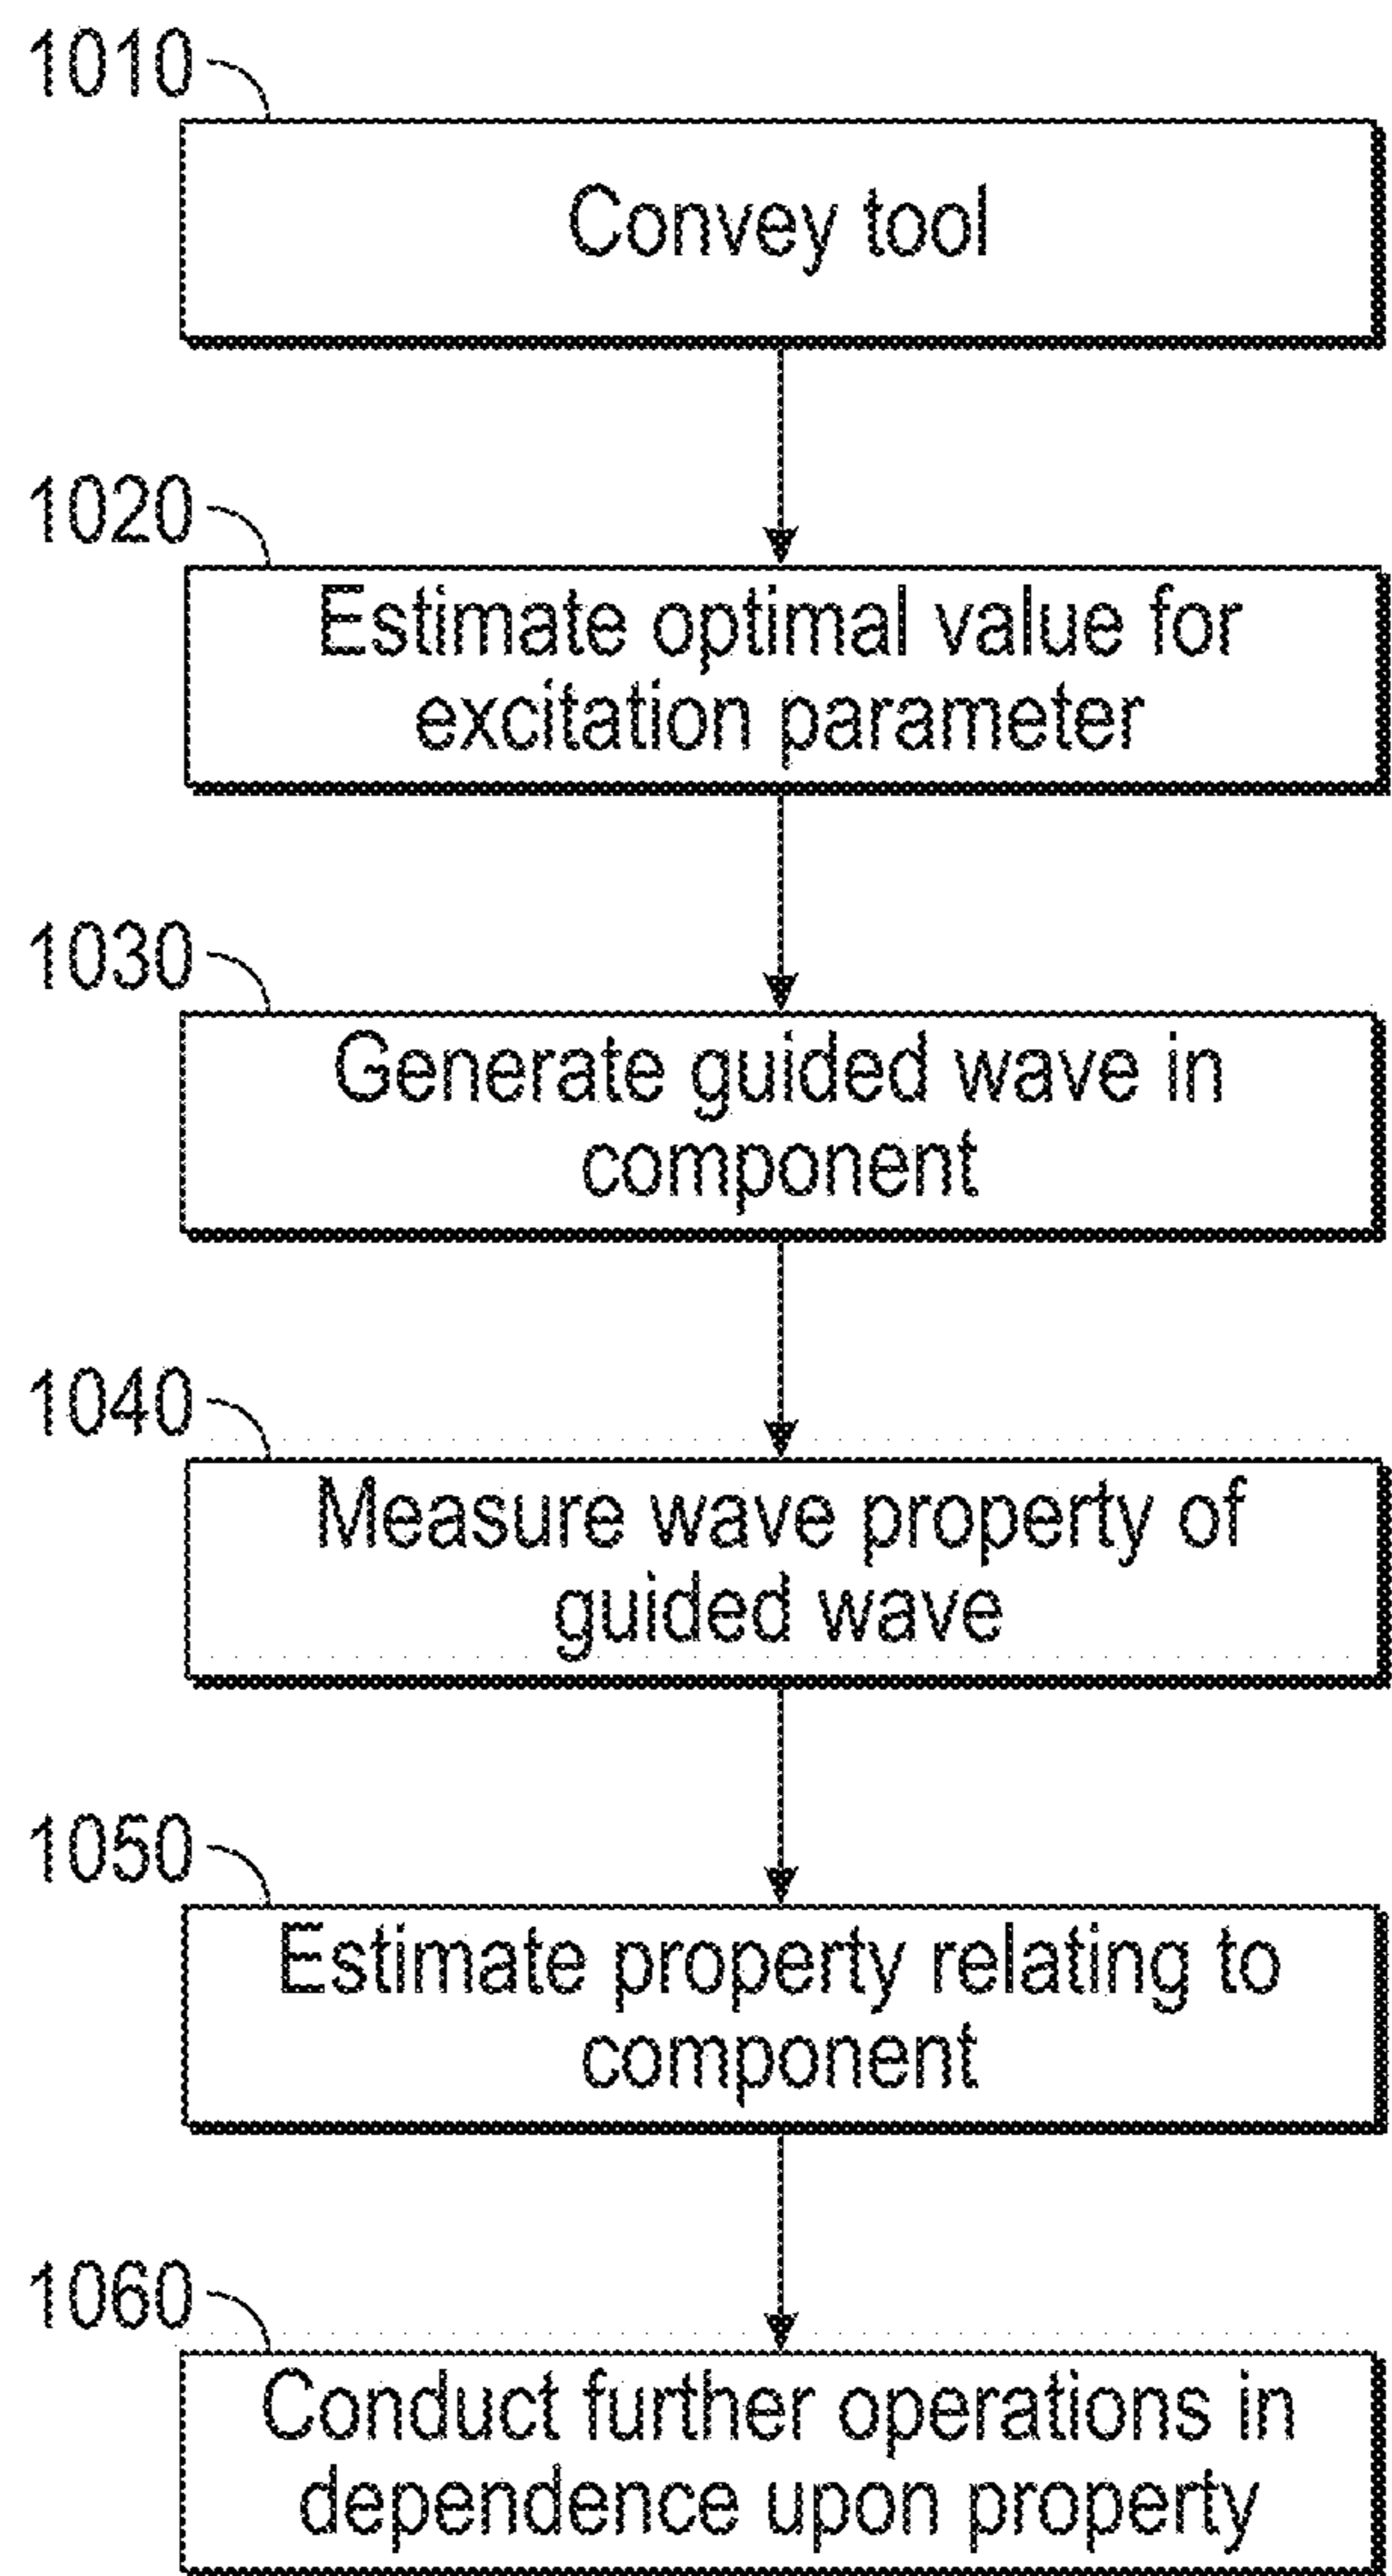 1010
Convey tool
1020
Estimate optimal value for
excitation parameter
1030
Generate guided wave in
component
1040
Measure wave property of
guided wave
1050
Estimate property relating to
component
1060
Conduct further operations in
dependence upon property